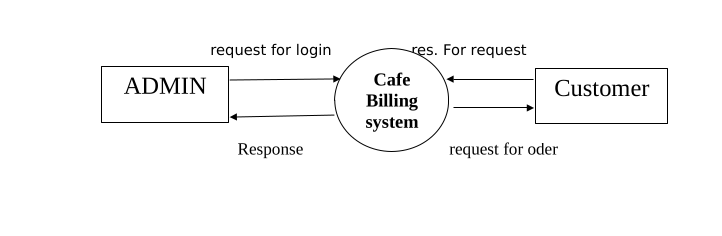 request for login
res. For request
ADMIN
Cafe
Billing
system
Customer
Response
request for oder